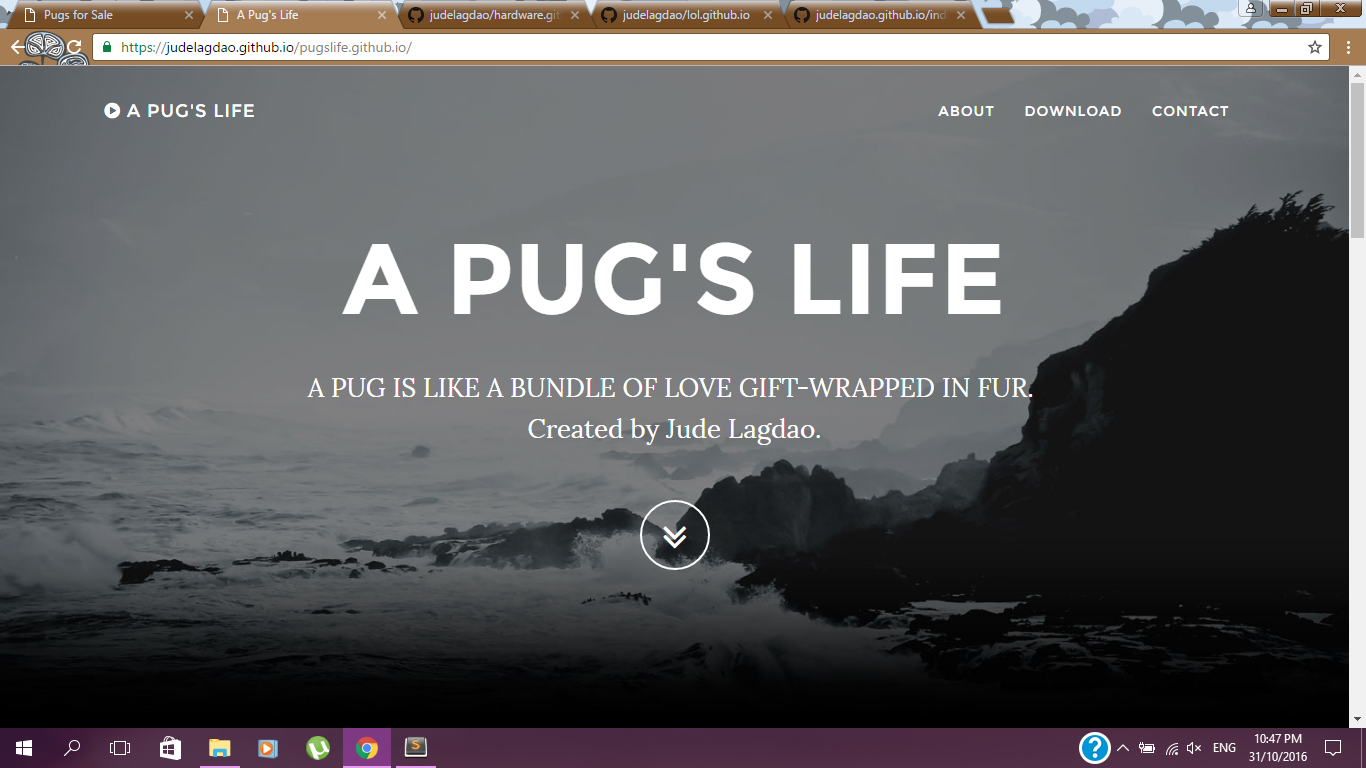 Pugs for Sale
A Pug's Life
judelagdao/hardware.git
judelagdao/lol.github.io
judelagdao.github.io/ind
https://judelagdao.github.io/pugslife.github.io/
A PUG'S LIFE
ABOUT
DOWNLOAD
CONTACT
A PUG'S LIFE
A PUG IS LIKE A BUNDLE OF LOVE GIFT-WRAPPED IN FUR.
Created by Jude Lagdao.
S
?
ENG
10:47 PM
31/10/2016